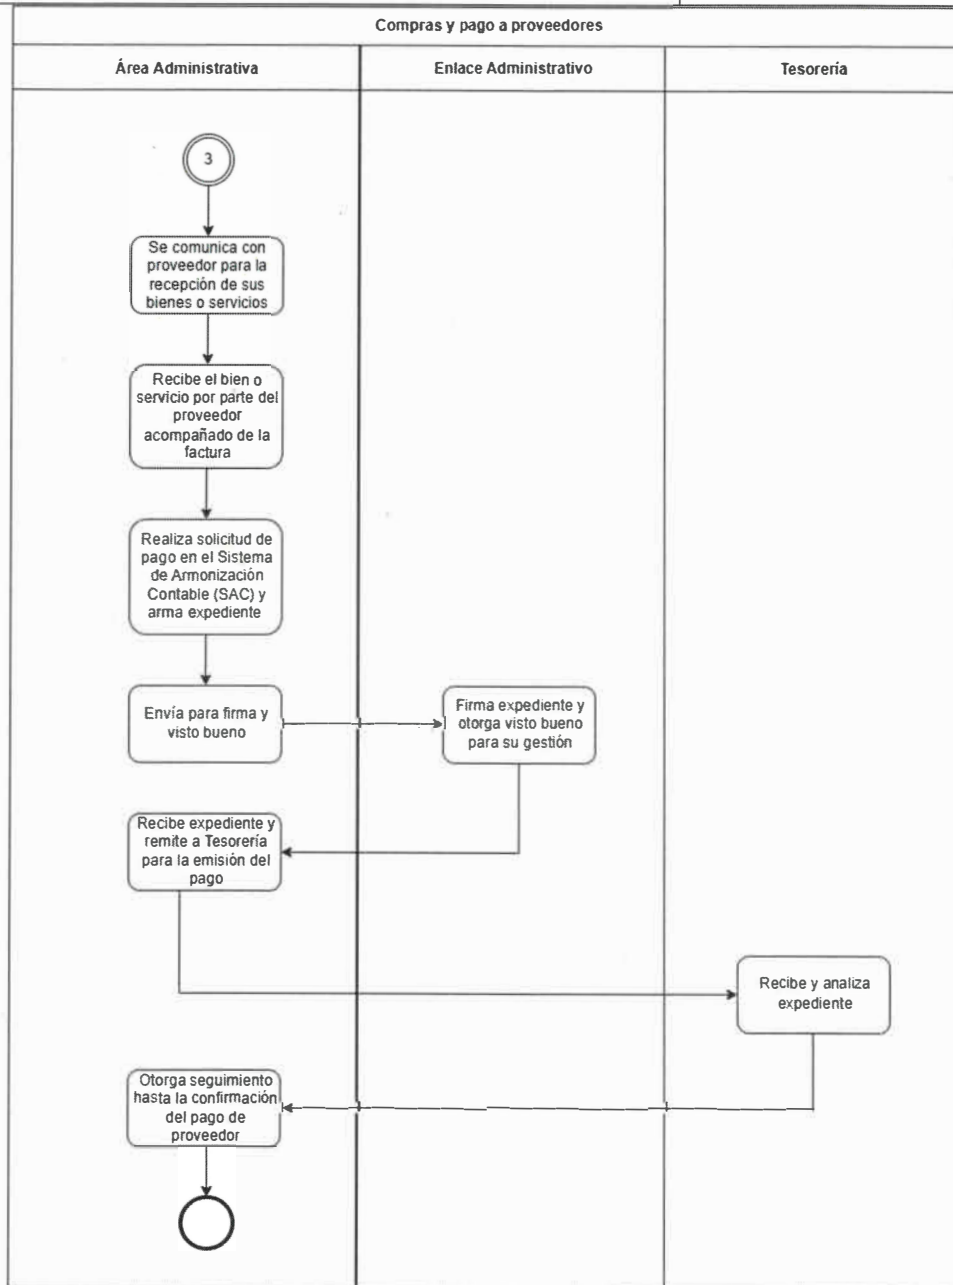 Compras y pago a proveedores
Área Administrativa
Enlace Administrativo
Tesorería
3
Se comunica con
proveedor para la
recepción de sus
bienes o servicios
Recibe el bien o
servicio por parte del
proveedor
acompañado de la
factura
Realiza solicitud de
pago en el Sistema
de Armonización
Contable (SAC) y
arma expediente
Envía para firma y
visto bueno
Firma expediente y
otorga visto bueno
para su gestión
Recibe expediente y
remite a Tesorería
para la emisión del
pago
Recibe y analiza
expediente
Otorga seguimiento
hasta la confirmación
del pago de
proveedor